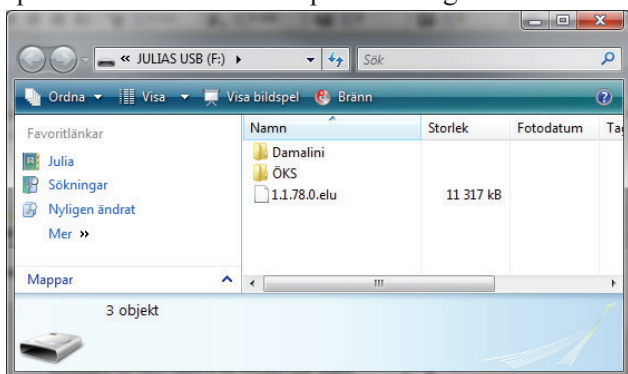 « JULIAS USB (F:)
Sök
Ordna
Visa
Visa bildspel
Bränn
Favoritlänkar
Julia
Sökningar
Nyligen ändrat
Mer »
Mappar
Namn
Storlek
Fotodatum
Damalini
ÖKS
1.1.78.0.elu
11 317 kB
3 objekt